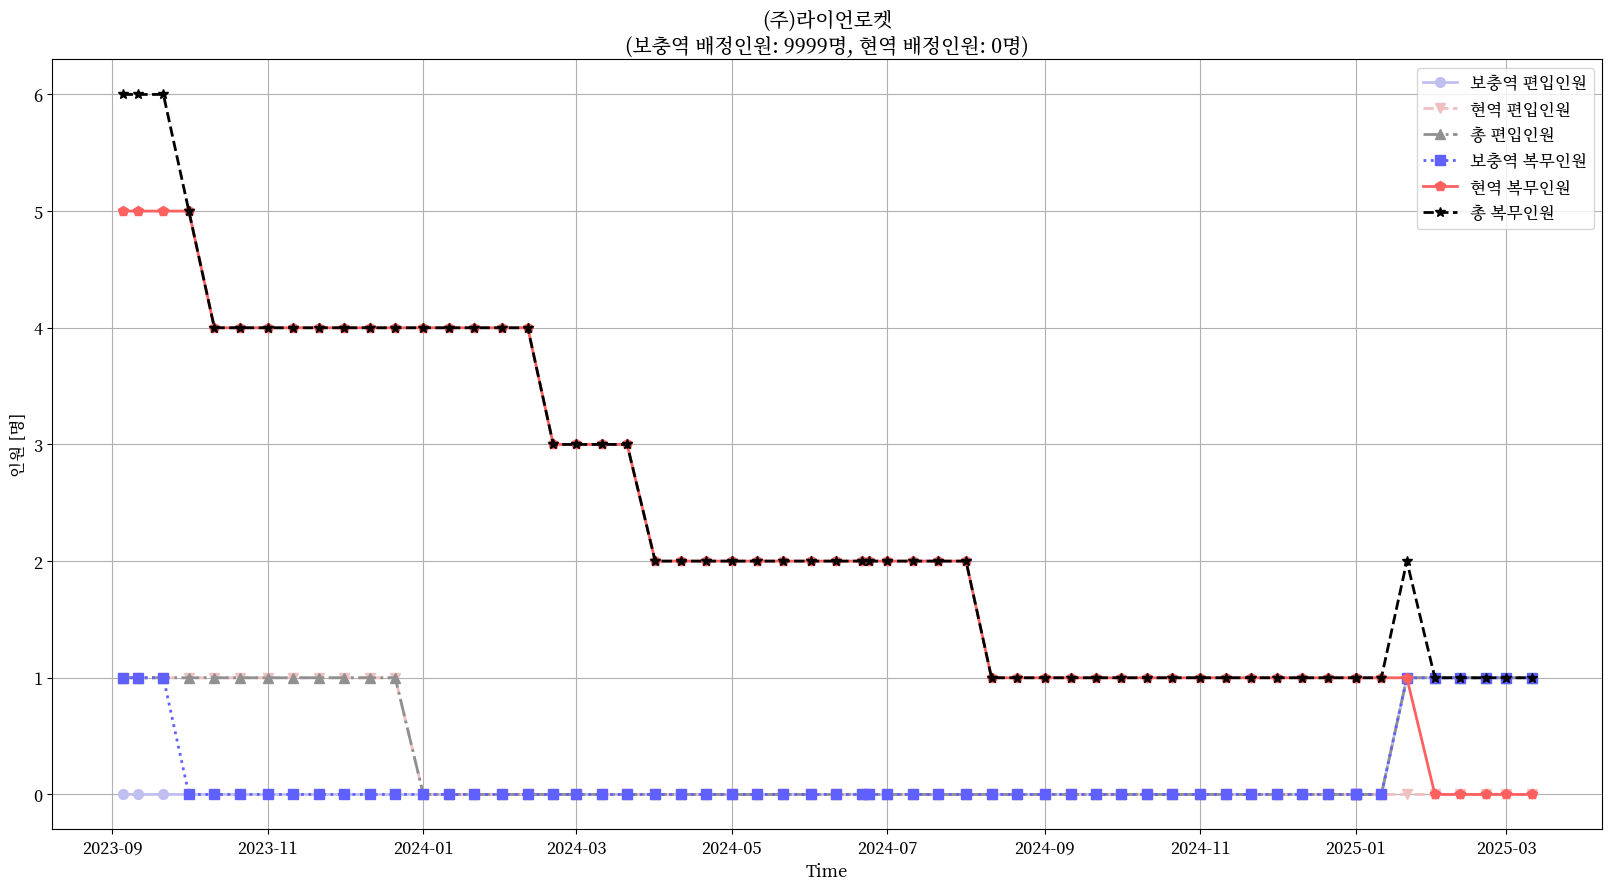 (주)라이언로켓
(보충역 배정인원: 9999명, 현역 배정인원: 0명)
보충역 편입인원
현역 편입인원
총 편입인원
보충역 복무인원
현역 복무인원
총 복무인원
인원 [명]
6
5
4
3
2
1
0
2023-09 2023-11 2024-01 2024-03 2024-05 2024-07 2024-09 2024-11 2025-01 2025-03
Time